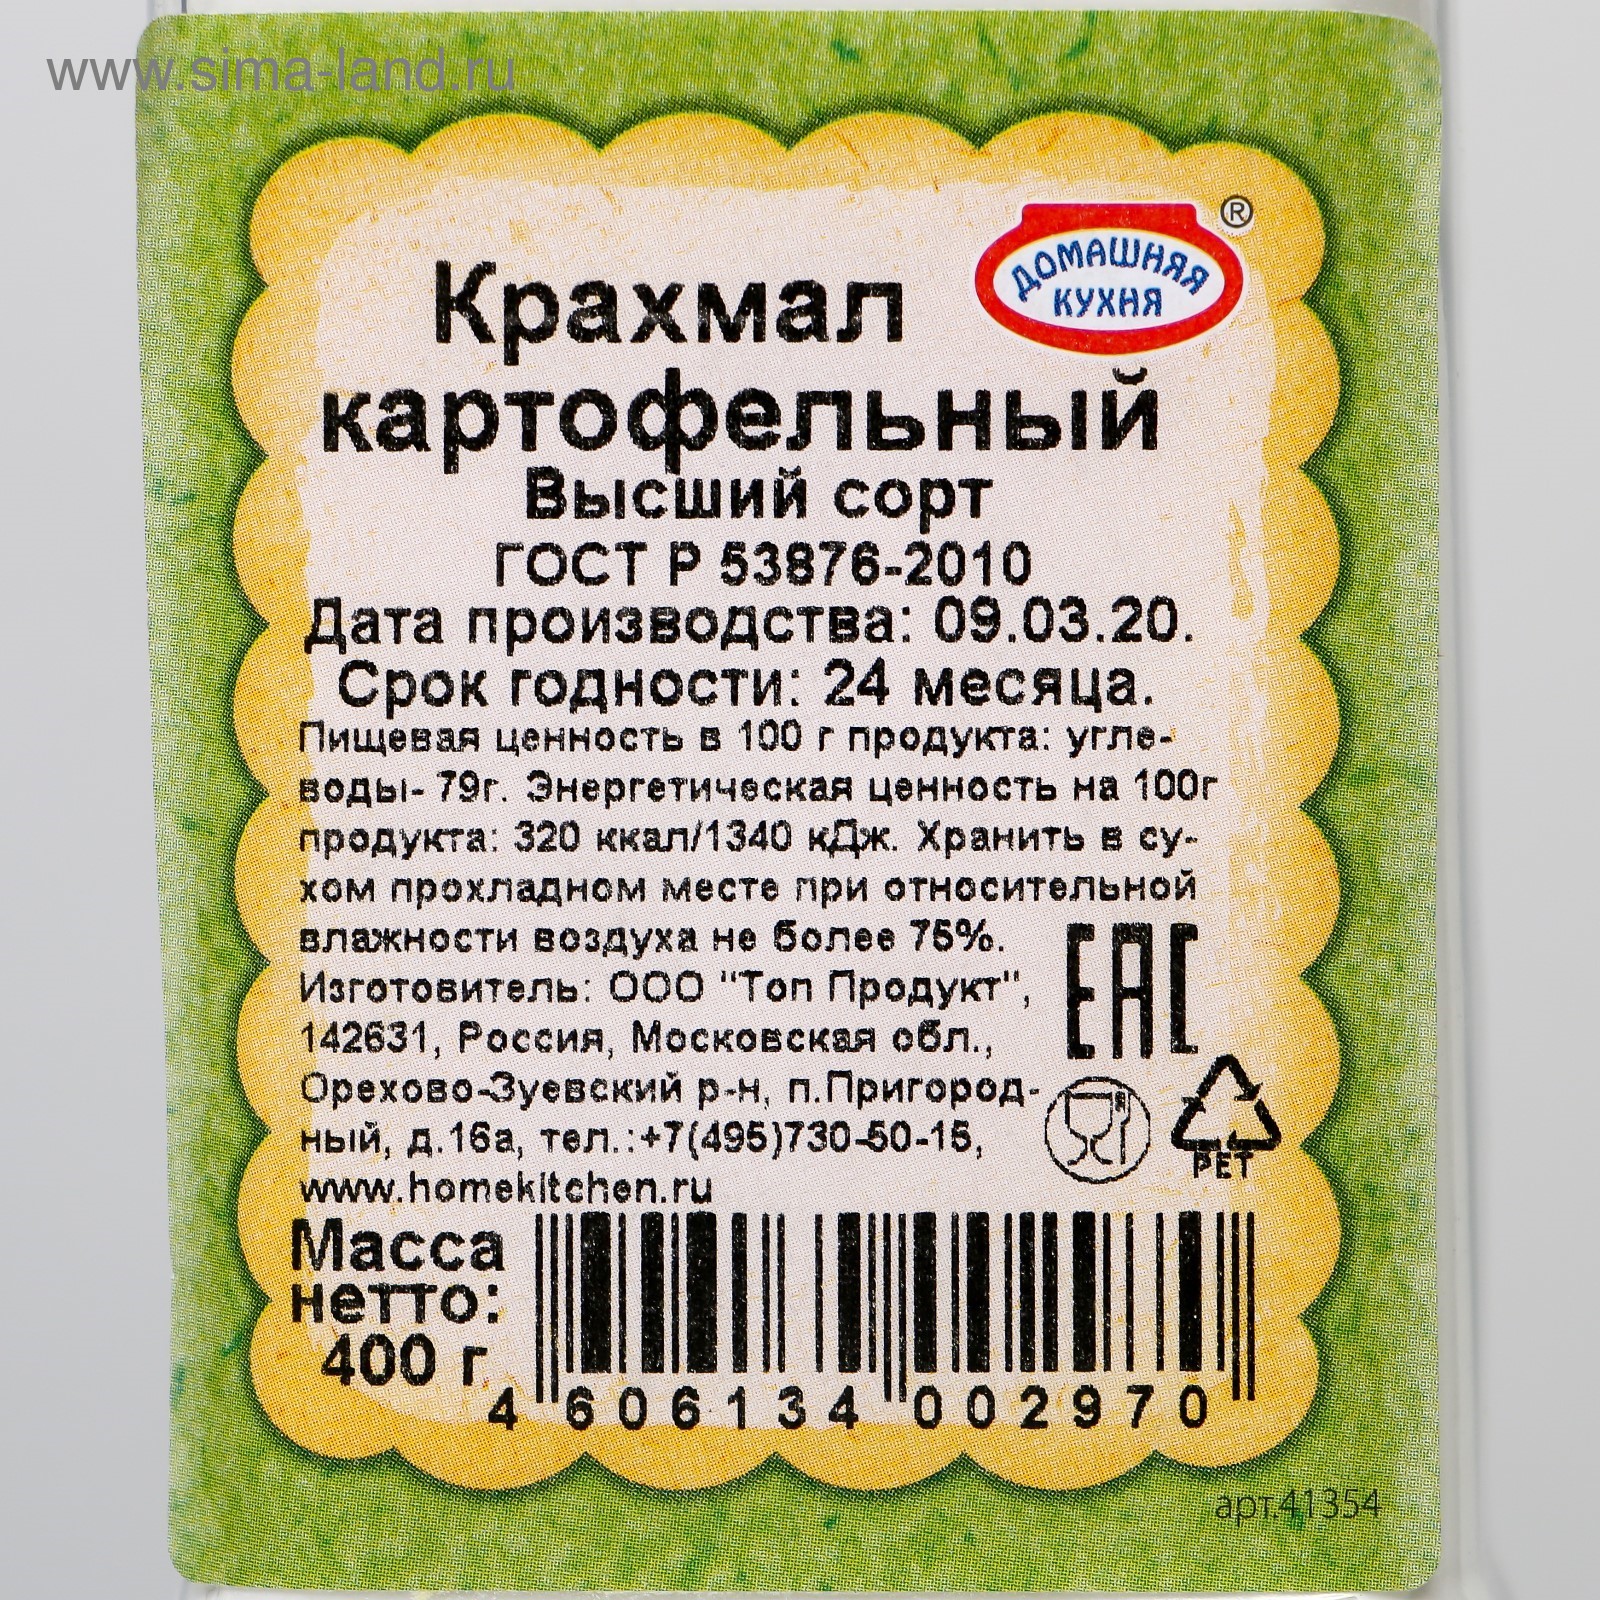 www.sima-land.ru
®
ДОМАШНЯЯ
КУХНЯ
Крахмал
картофельный
Высший сорт
ГОСТ Р 53876-2010
Дата производства: 09.03.20.
Срок годности: 24 месяца.
Пищевая ценность в 100 г продукта: угле-
воды- 79г. Энергетическая ценность на 100г
продукта: 320 ккал/1340 кДж. Хранить в су-
хом прохладном месте при относительной
влажности воздуха не более 75%.
Изготовитель: ООО "Топ Продукт",
142631, Россия, Московская обл.,
Орехово-Зуевский р-н, п.Пригород-
ный, д.16а, тел.:+7(495)730-50-15,
www.homekitchen.ru
EAC
PET
Масса
нетто:
400 г
4 606134 002970
арт.41354